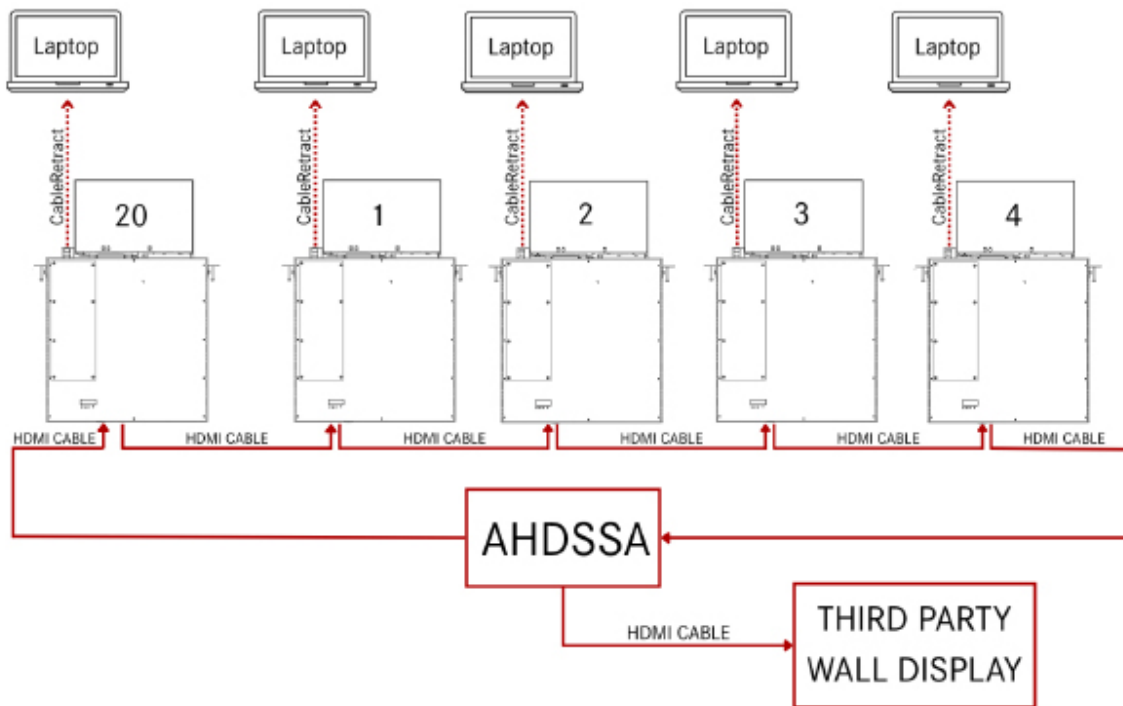 Laptop
Laptop
Laptop
Laptop
Laptop
CableRetract
CableRetract
CableRetract
CableRetract
CableRetract
20
1
2
3
4
HDMI CABLE
HDMI CABLE
HDMI CABLE
HDMI CABLE
HDMI CABLE
HDMI CABLE
AHDSSA
HDMI CABLE
THIRD PARTY
WALL DISPLAY